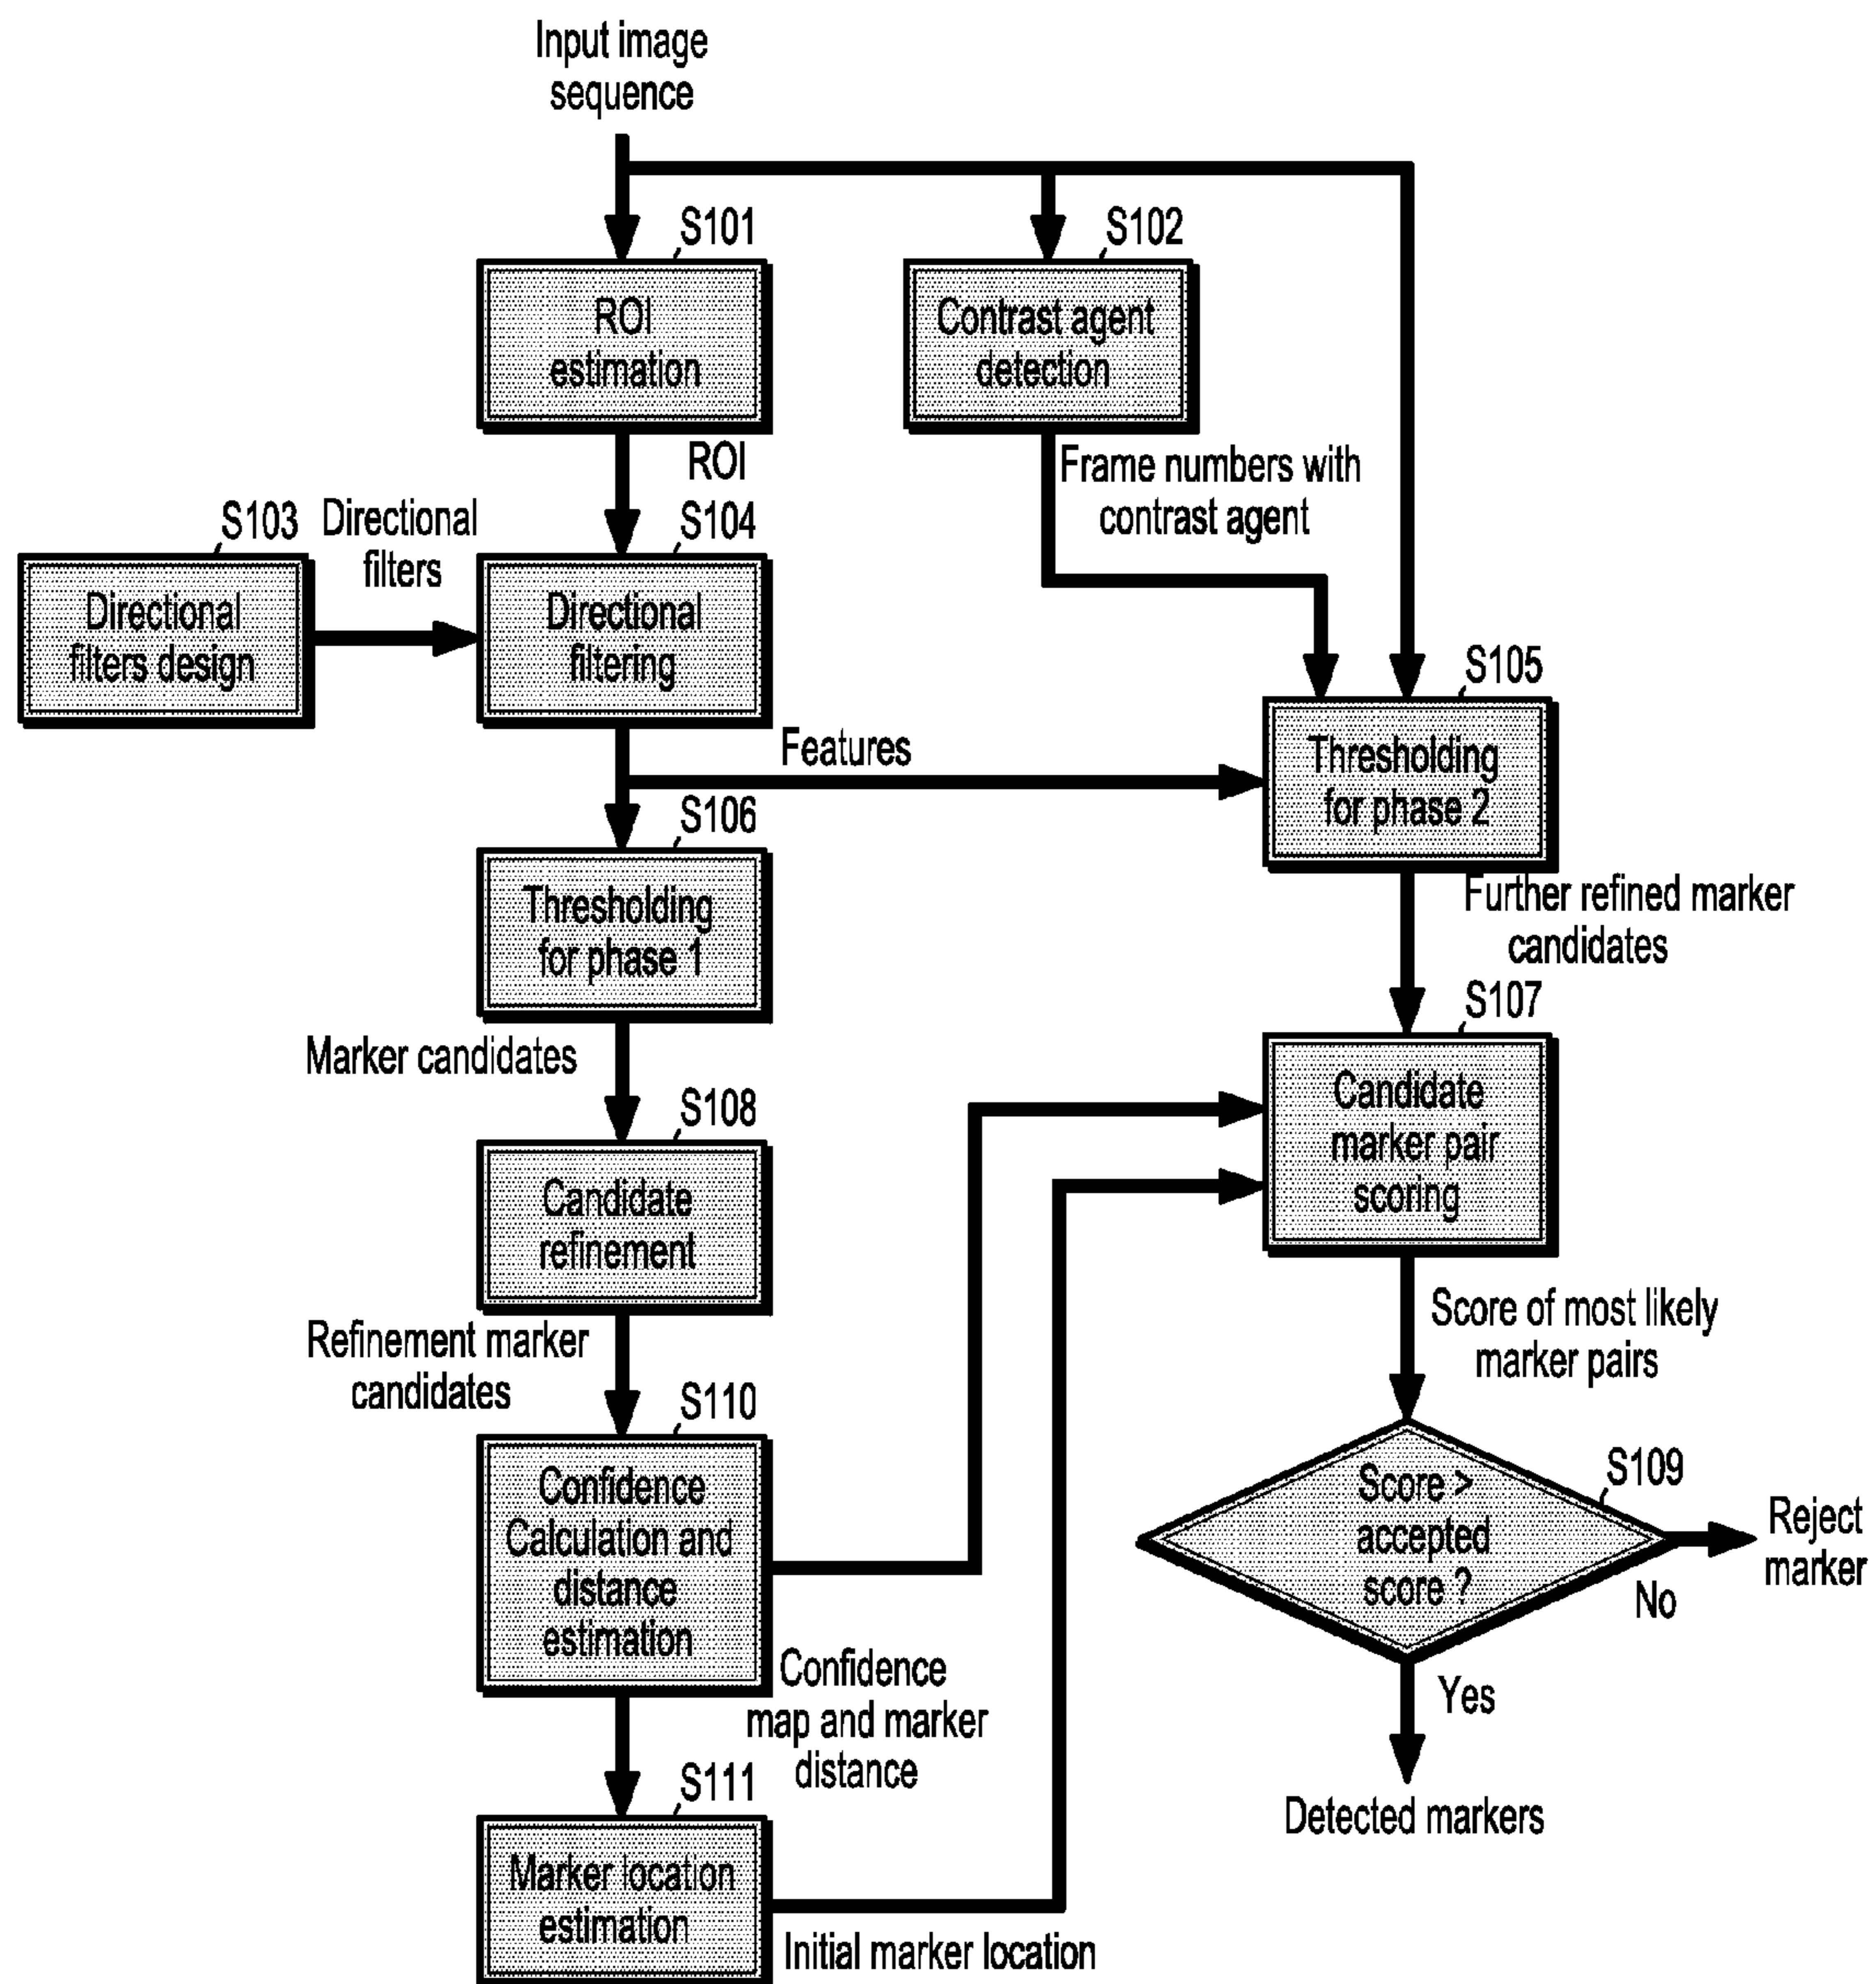 Input image
sequence
S101
S102
ROI
estimation
Contrast agent
detection
ROI
Frame numbers with
contrast agent
S103
Directional
filters
S104
Directional
filters design
Directional
filtering
S105
Features
Thresholding
for phase 2
S106
Thresholding
for phase 1
Further refined marker
candidates
S107
Marker candidates
S108
Candidate
marker pair
scoring
Candidate
refinement
Refinement marker
candidates
Score of most likely
marker pairs
S110
Confidence
Calculation and
distance
estimation
S109
Score >
accepted
score ?
Reject
marker
No
Confidence
map and marker
distance
Yes
S111
Detected markers
Marker location
estimation
Initial marker location